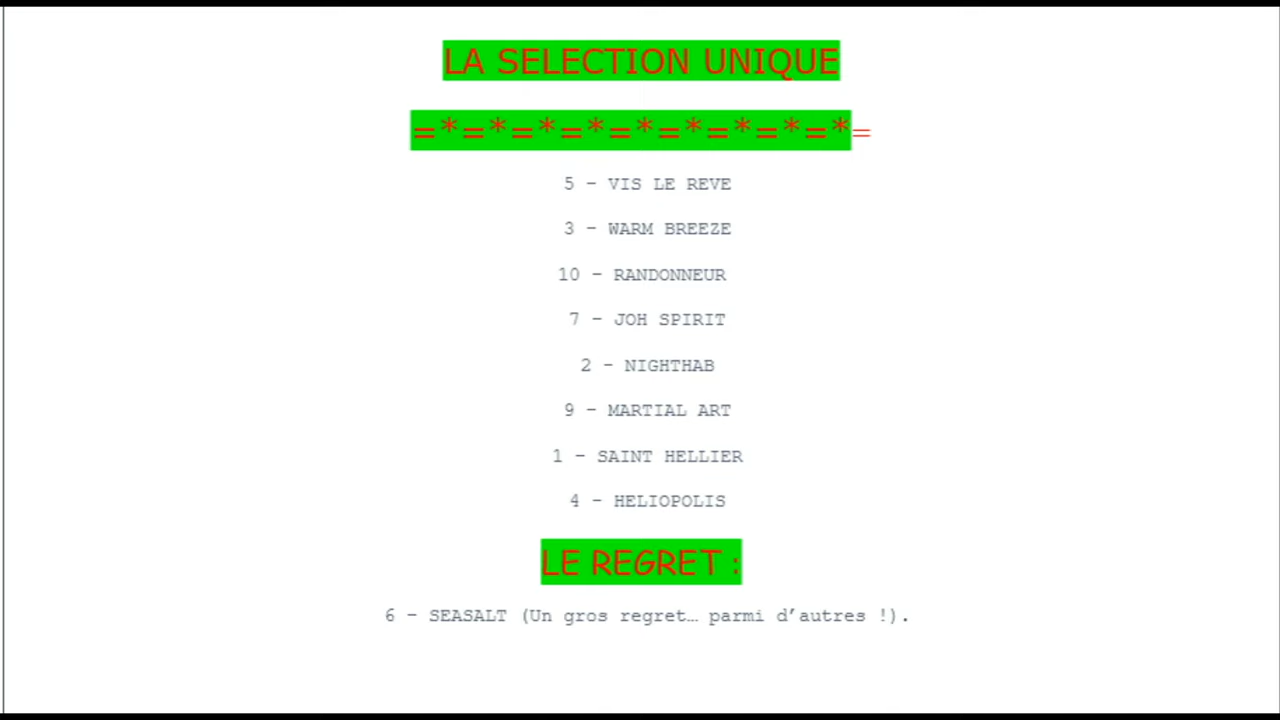 LA SELECTION UNIQUE
=*=*=*=*=*=*=*=*=*=
5 – VIS LE REVE
3 – WARM BREEZE
10 – RANDONNEUR
7 – JOH SPIRIT
2 – NIGHTHAB
9 – MARTIAL ART
1 – SAINT HELLIER
4 – HELIOPOLIS
LE REGRET :
6 – SEASALT (Un gros regret… parmi d’autres !).